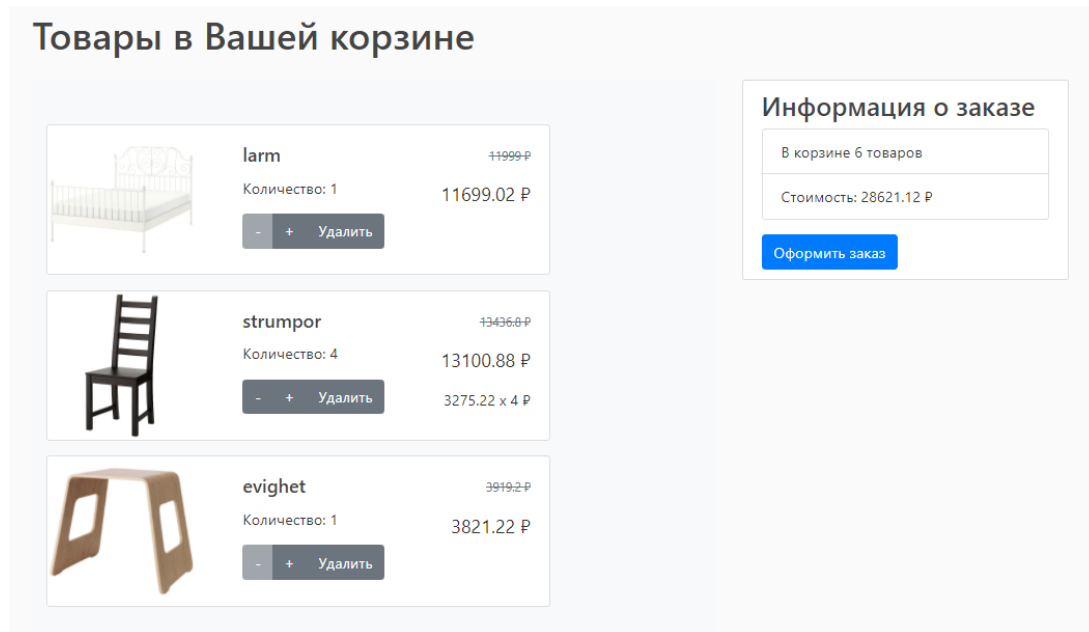 Товары в Вашей корзине
larm
11999 ₽
Количество: 1
11699.02 ₽
- + Удалить
strumpor
13436.8 ₽
Количество: 4
13100.88 ₽
- + Удалить
3275.22 x 4 ₽
evighet
3919.2 ₽
Количество: 1
3821.22 ₽
- + Удалить
Информация о заказе
В корзине 6 товаров
Стоимость: 28621.12 ₽
Оформить заказ